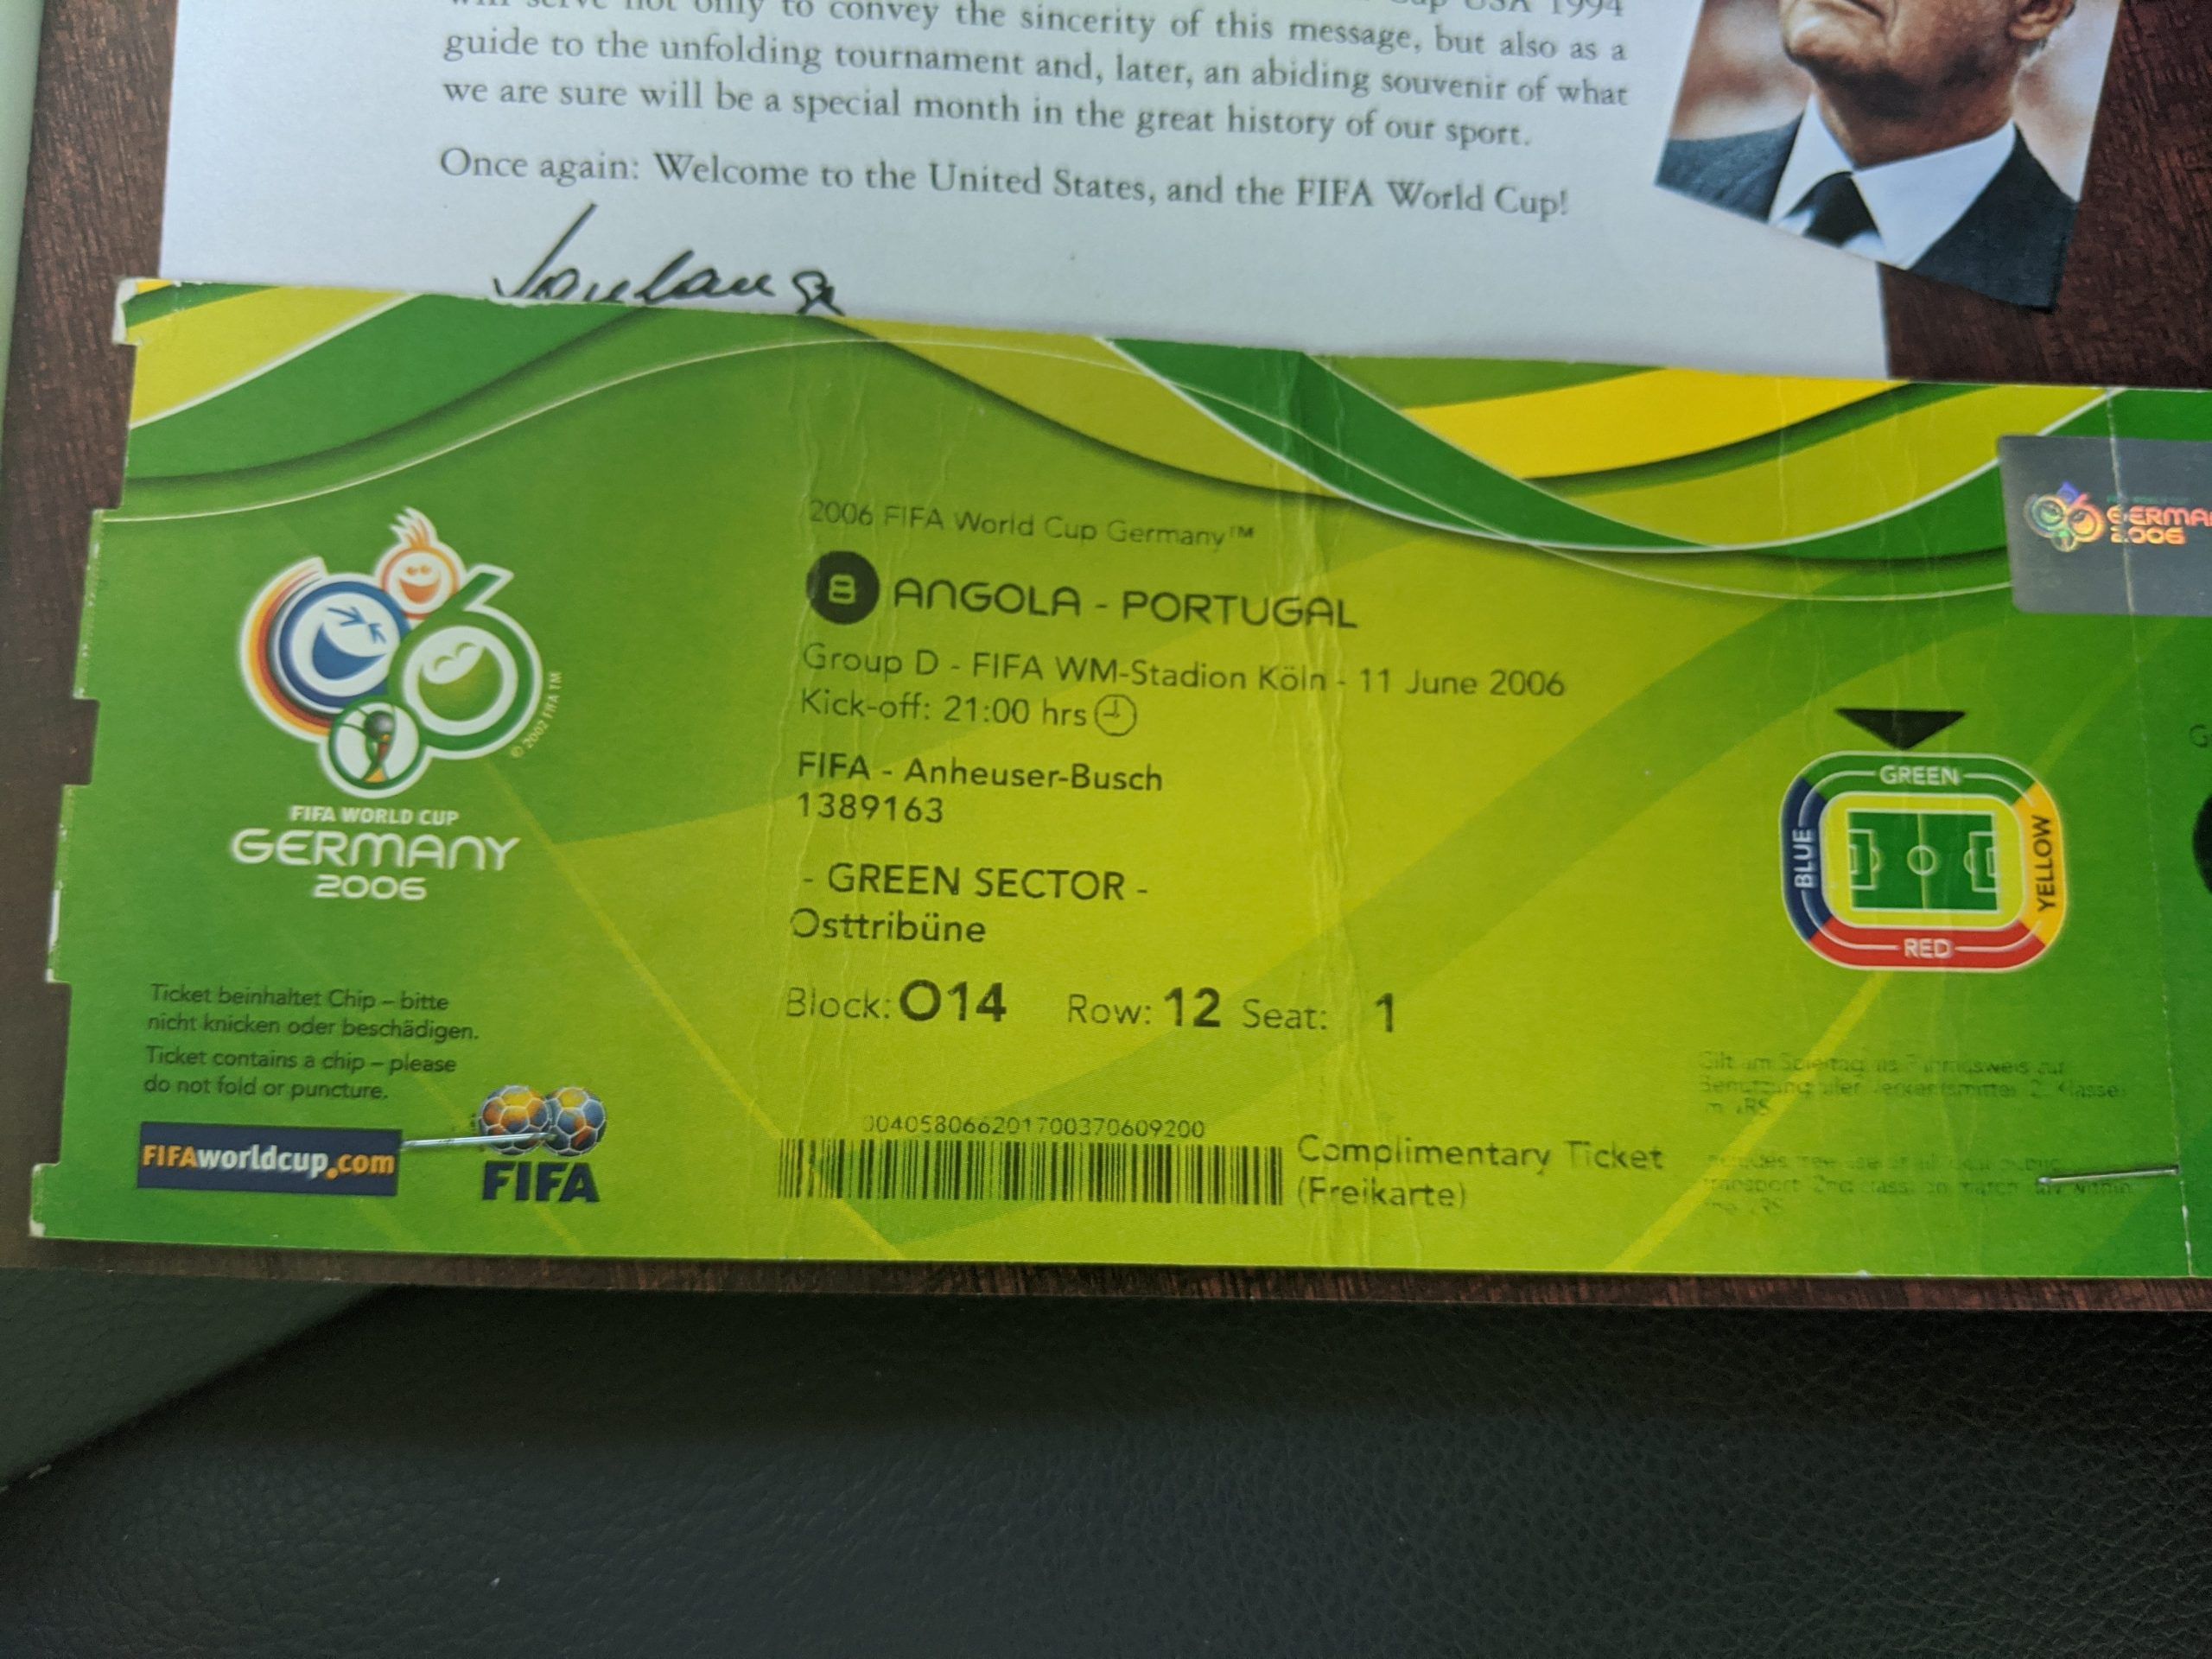 will serve not only to convey the sincerity of this message, but also as a
guide to the unfolding tournament and, later, an abiding souvenir of what
we are sure will be a special month in the great history of our sport.
Once again: Welcome to the United States, and the FIFA World Cup!
2006 FIFA World Cup Germany™
8 ANGOLA - PORTUGAL
Group D - FIFA WM-Stadion Köln - 11 June 2006
Kick-off: 21:00 hrs
FIFA - Anheuser-Busch
1389163
- GREEN SECTOR -
Osttribüne
Block: O14 Row: 12 Seat: 1
004058066201700370609200
Complimentary Ticket
(Freikarte)
© 2002 FIFA TM
FIFA WORLD CUP
GERMANY
2006
Ticket beinhaltet Chip – bitte
nicht knicken oder beschädigen.
Ticket contains a chip – please
do not fold or puncture.
FIFAworldcup.com
FIFA
GREEN
BLUE
YELLOW
RED
2006